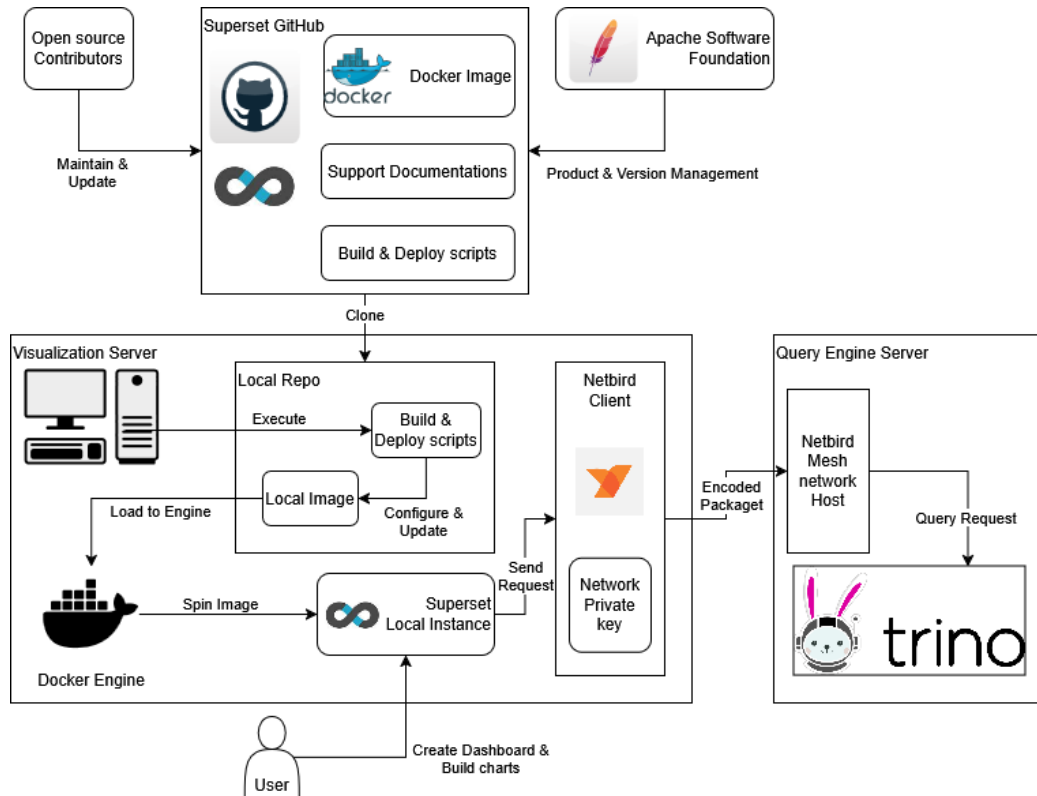 Open source
Contributors
Superset GitHub
docker
Docker Image
Apache Software
Foundation
Maintain &
Update
Support Documentations
Product & Version Management
Build & Deploy scripts
Clone
Visualization Server
Local Repo
Netbird
Client
Query Engine Server
Execute
Build &
Deploy scripts
Netbird
Mesh
network
Host
Local Image
Load to Engine
Configure &
Update
Encoded
Packaget
Query Request
Send
Request
Network
Private
key
Spin Image
Superset
Local Instance
trino
Docker Engine
Create Dashboard &
Build charts
User